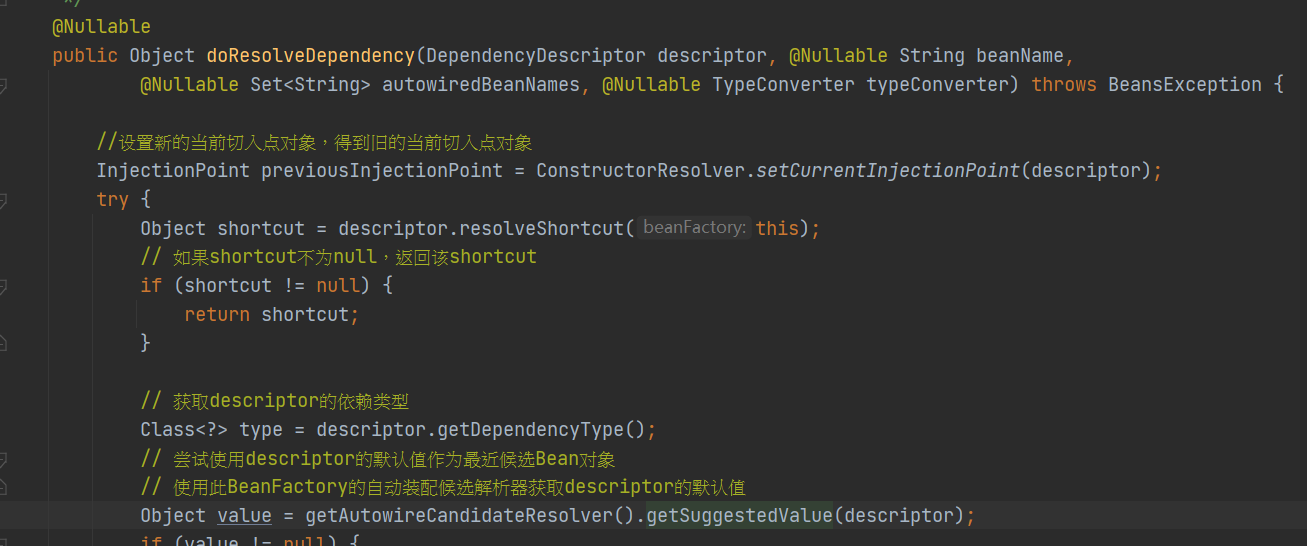 */
@Nullable
public Object doResolveDependency(DependencyDescriptor descriptor, @Nullable String beanName,
@Nullable Set<String> autowiredBeanNames, @Nullable TypeConverter typeConverter) throws BeansException {
//设置新的当前切入点对象，得到旧的当前切入点对象
InjectionPoint previousInjectionPoint = ConstructorResolver.setCurrentInjectionPoint(descriptor);
try {
Object shortcut = descriptor.resolveShortcut( beanFactory: this);
// 如果shortcut不为null，返回该shortcut
if (shortcut != null) {
return shortcut;
}
// 获取descriptor的依赖类型
Class<?> type = descriptor.getDependencyType();
// 尝试使用descriptor的默认值作为最近候选Bean对象
// 使用此BeanFactory的自动装配候选解析器获取descriptor的默认值
Object value = getAutowireCandidateResolver().getSuggestedValue(descriptor);
if (value != null) {